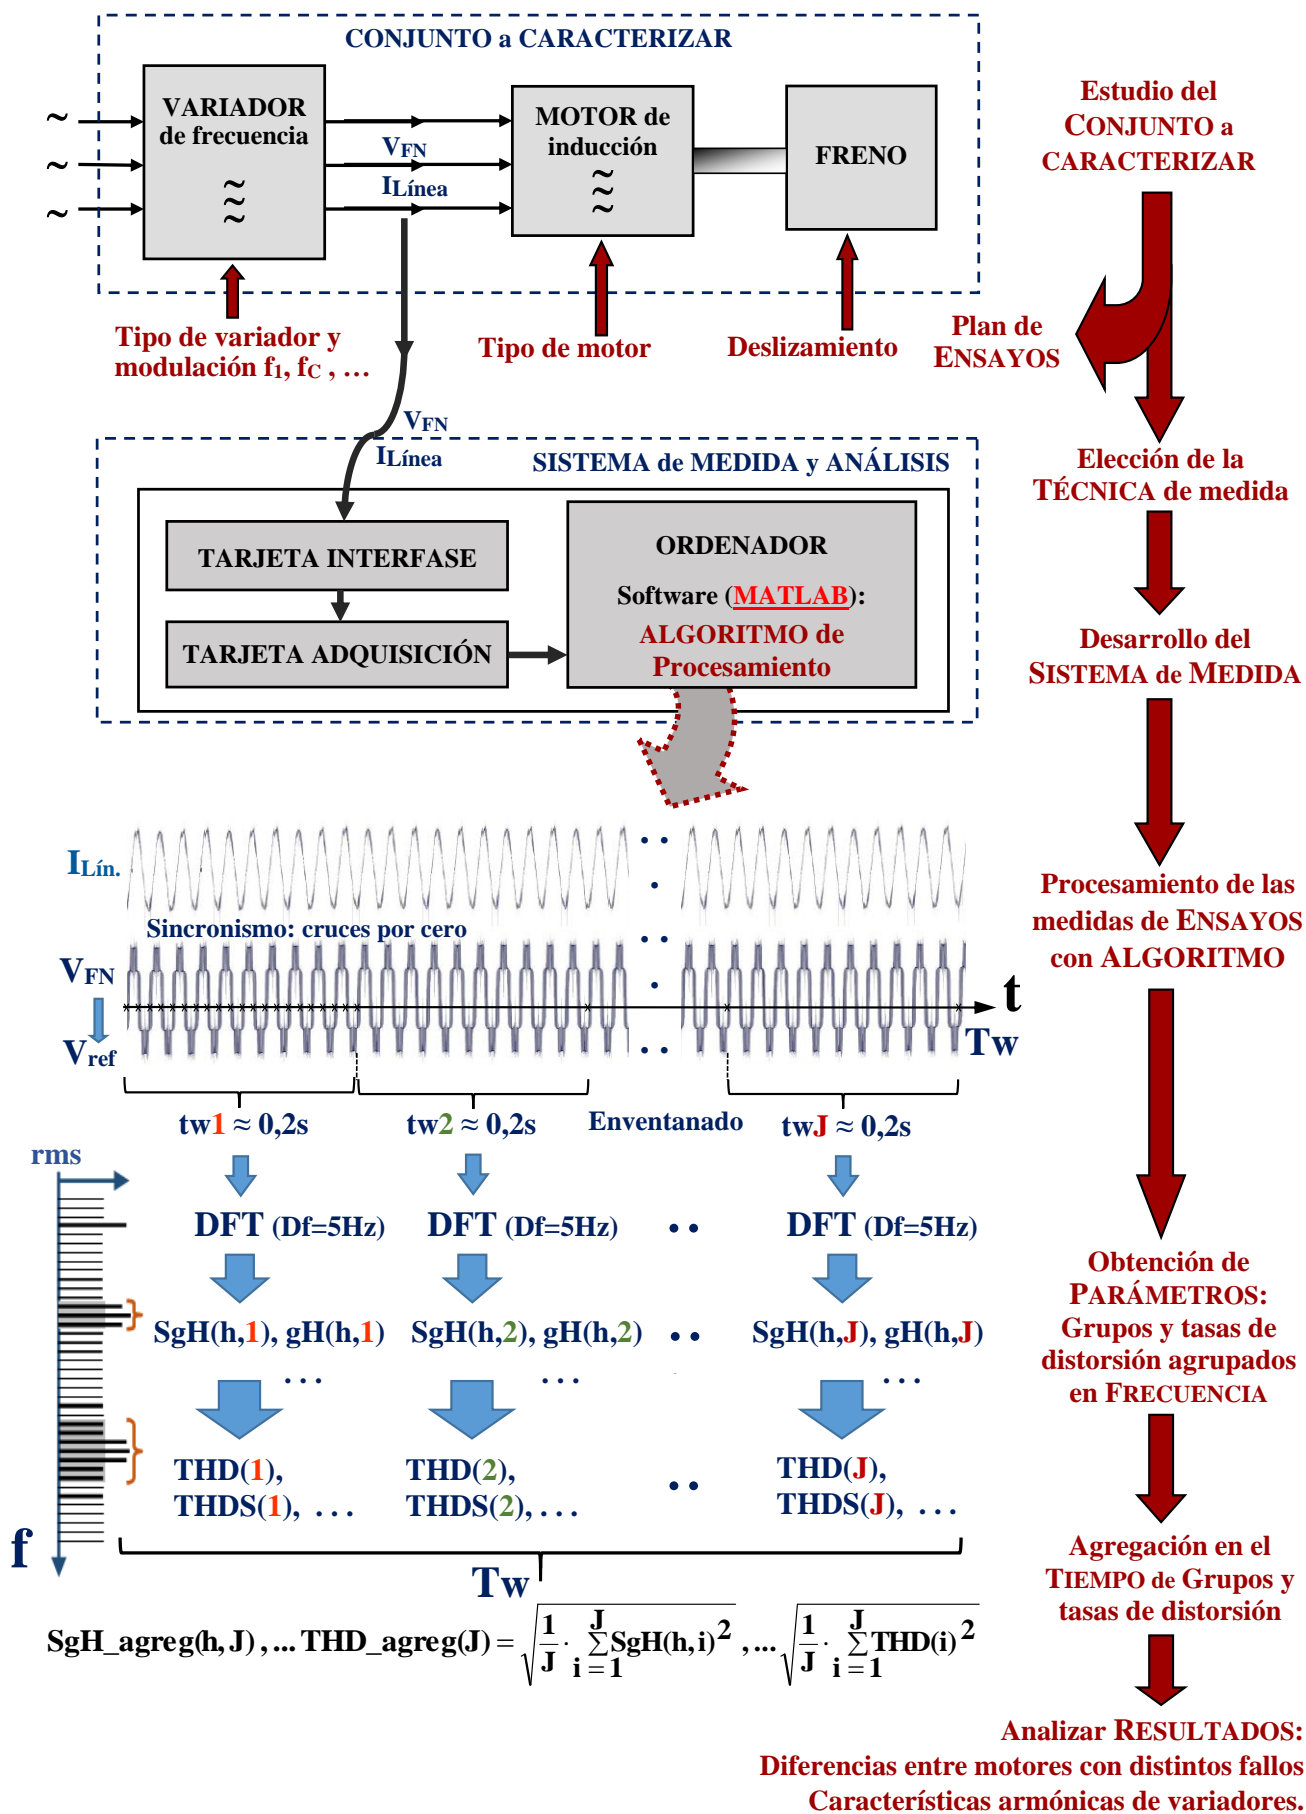 CONJUNTO a CARACTERIZAR
VARIADOR
de frecuencia
~
~
~
~
~
~
VFN
ILínea
MOTOR de
inducción
~
~
~
FRENO
Tipo de variador y
modulación f1, fC , …
Tipo de motor
Deslizamiento
Estudio del
CONJUNTO a
CARACTERIZAR
Plan de
ENSAYOS
VFN
ILínea
SISTEMA de MEDIDA y ANÁLISIS
TARJETA INTERFASE
TARJETA ADQUISICIÓN
ORDENADOR
Software (MATLAB):
ALGORITMO de
Procesamiento
Elección de la
TÉCNICA de medida
Desarrollo del
SISTEMA de MEDIDA
ILín.
Sincronismo: cruces por cero
VFN
Vref
t
Tw
Procesamiento de las
medidas de ENSAYOS
con ALGORITMO
tw1 ≈ 0,2s
tw2 ≈ 0,2s
Enventanado
twJ ≈ 0,2s
rms
DFT (Df=5Hz)
DFT (Df=5Hz)
. .
DFT (Df=5Hz)
SgH(h,1), gH(h,1)
SgH(h,2), gH(h,2)
. .
SgH(h,J), gH(h,J)
. . .
. . .
. . .
THD(1),
THDS(1), . . .
THD(2),
THDS(2), . . .
. .
THD(J),
THDS(J), . . .
f
Tw
Obtención de
PARÁMETROS:
Grupos y tasas de
distorsión agrupados
en FRECUENCIA
Agregación en el
TIEMPO de Grupos y
tasas de distorsión
SgH_agreg(h, J) , ... THD_agreg(J) = √(1/J · ∑ i = 1 J SgH(h, i)²) , ... √(1/J · ∑ i = 1 J THD(i)²)
Analizar RESULTADOS:
Diferencias entre motores con distintos fallos
Características armónicas de variadores.